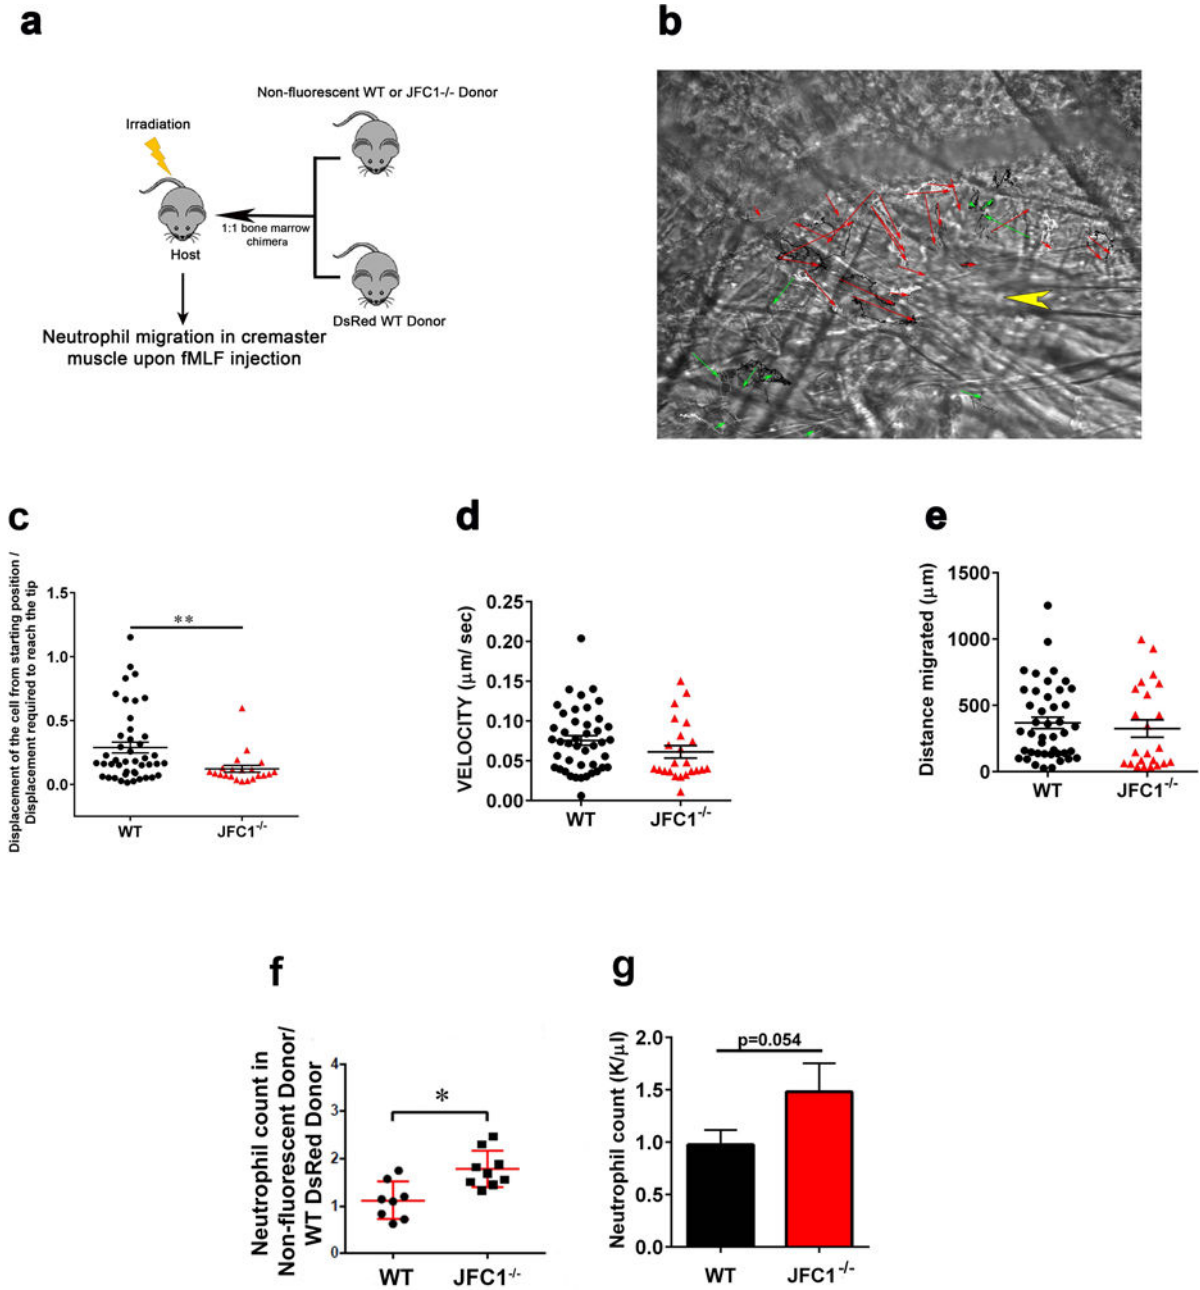 a
Non-fluorescent WT or JFC1-/- Donor
Irradiation
1:1 bone marrow
chimera
Host
DsRed WT Donor
Neutrophil migration in cremaster
muscle upon fMLF injection
b
c
Displacement of the cell from starting position /
Displacement required to reach the tip
1.5
1.0
0.5
0.0
**
WT
JFC1-/-
d
VELOCITY (μm/ sec)
0.25
0.20
0.15
0.10
0.05
0.00
WT
JFC1-/-
e
Distance migrated (μm)
1500
1000
500
0
WT
JFC1-/-
f
Neutrophil count in
Non-fluorescent Donor/
WT DsRed Donor
4
3
2
1
0
*
WT
JFC1-/-
g
Neutrophil count (K/μl)
2.0
1.5
1.0
0.5
0.0
p=0.054
WT
JFC1-/-